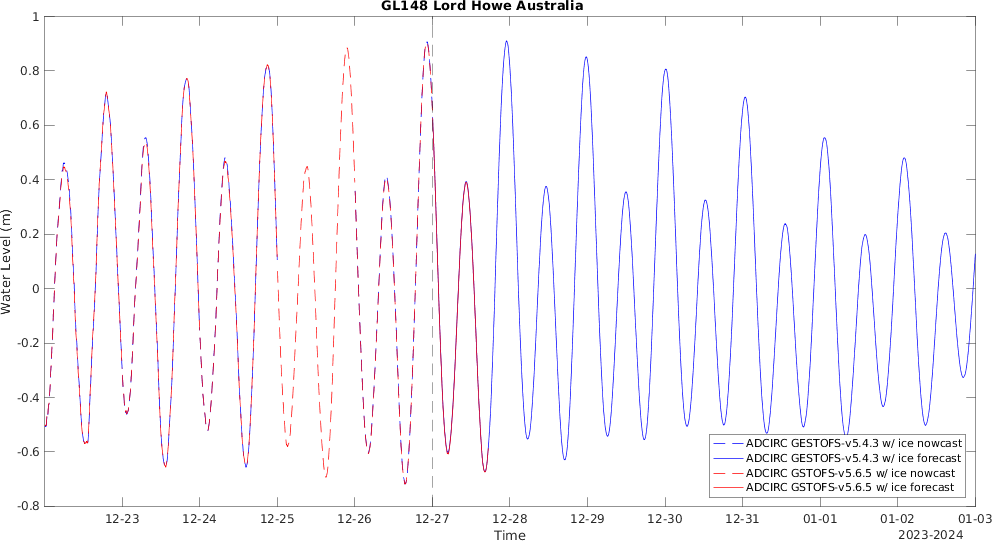 GL148 Lord Howe Australia
1
0.8
0.6
0.4
0.2
0
-0.2
-0.4
-0.6
-0.8
Water Level (m)
12-23 12-24 12-25 12-26 12-27 12-28 12-29 12-30 12-31 01-01 01-02 01-03
Time
2023-2024
ADCIRC GESTOFS-v5.4.3 w/ ice nowcast
ADCIRC GESTOFS-v5.4.3 w/ ice forecast
ADCIRC GSTOFS-v5.6.5 w/ ice nowcast
ADCIRC GSTOFS-v5.6.5 w/ ice forecast